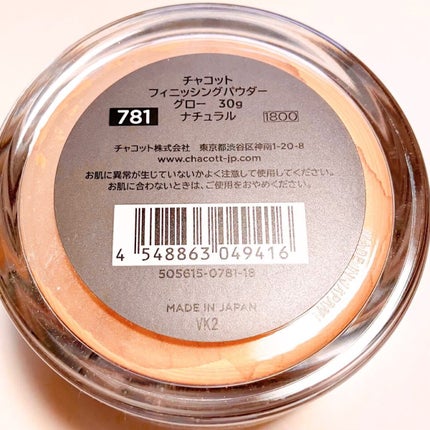 チャコット
フィニッシングパウダー
グロー 30g
781 ナチュラル 1800
チャコット株式会社 東京都渋谷区神南1-20-8
www.chacott-jp.com
お肌に異常が生じていないかよく注意して使用してください。
お肌に合わないときは、ご使用をおやめください。
4 548863 049416
505615-0781-18
MADE IN JAPAN
VK2
MADE IN JAPAN